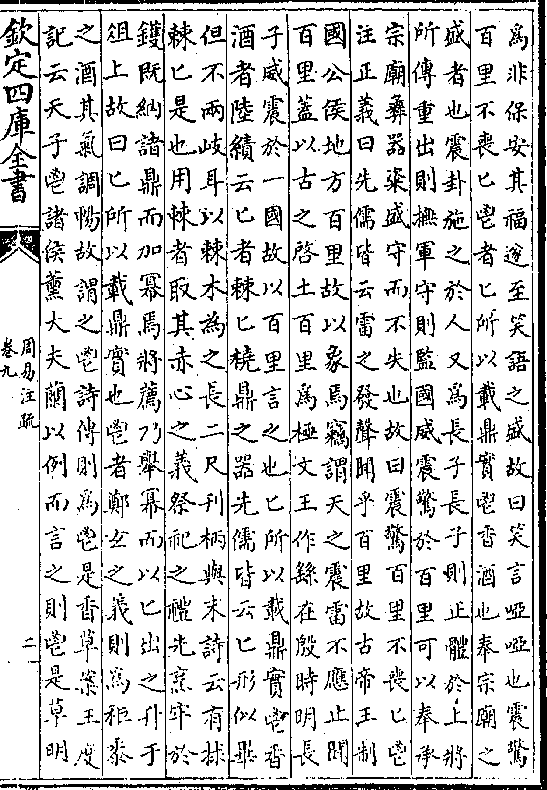 為非保安其福遂至笑語之盛故曰笑言啞啞也震驚
百里不喪匕鬯者匕所以載鼎實鬯香酒也奉宗廟之
盛者也震卦施之於人又為長子長子則正體於上將
所傳重出則撫軍守則監國威震驚於百里可以奉承
宗廟彝器粢盛守而不失也故曰震驚百里不喪匕鬯
注正義曰先儒皆云雷之發聲聞乎百里故古帝王制
國公侯地方百里故以象焉竊謂天之震雷不應止聞
百里蓋以古之啓土百里為極文王作繇在殷時明長
子威震於一國故以百里言之也匕所以載鼎實鬯香
酒者陸績云匕者棘匕橈鼎之器先儒皆云匕形似畢
但不兩岐耳以棘木為之長二尺刋柄與末詩云有捄
棘匕是也用棘者取其赤心之義祭祀之禮先烹牢於
鑊既納諸鼎而加羃焉將薦乃舉羃而以匕出之升于
俎上故曰匕所以載鼎實也鬯者鄭玄之義則為秬黍
之酒其氣調暢故謂之鬯詩傳則為鬯是香草案王度
記云天子鬯諸侯薰大夫蘭以例而言之則鬯是草明
欽定四庫全書
周易注疏
卷九
二